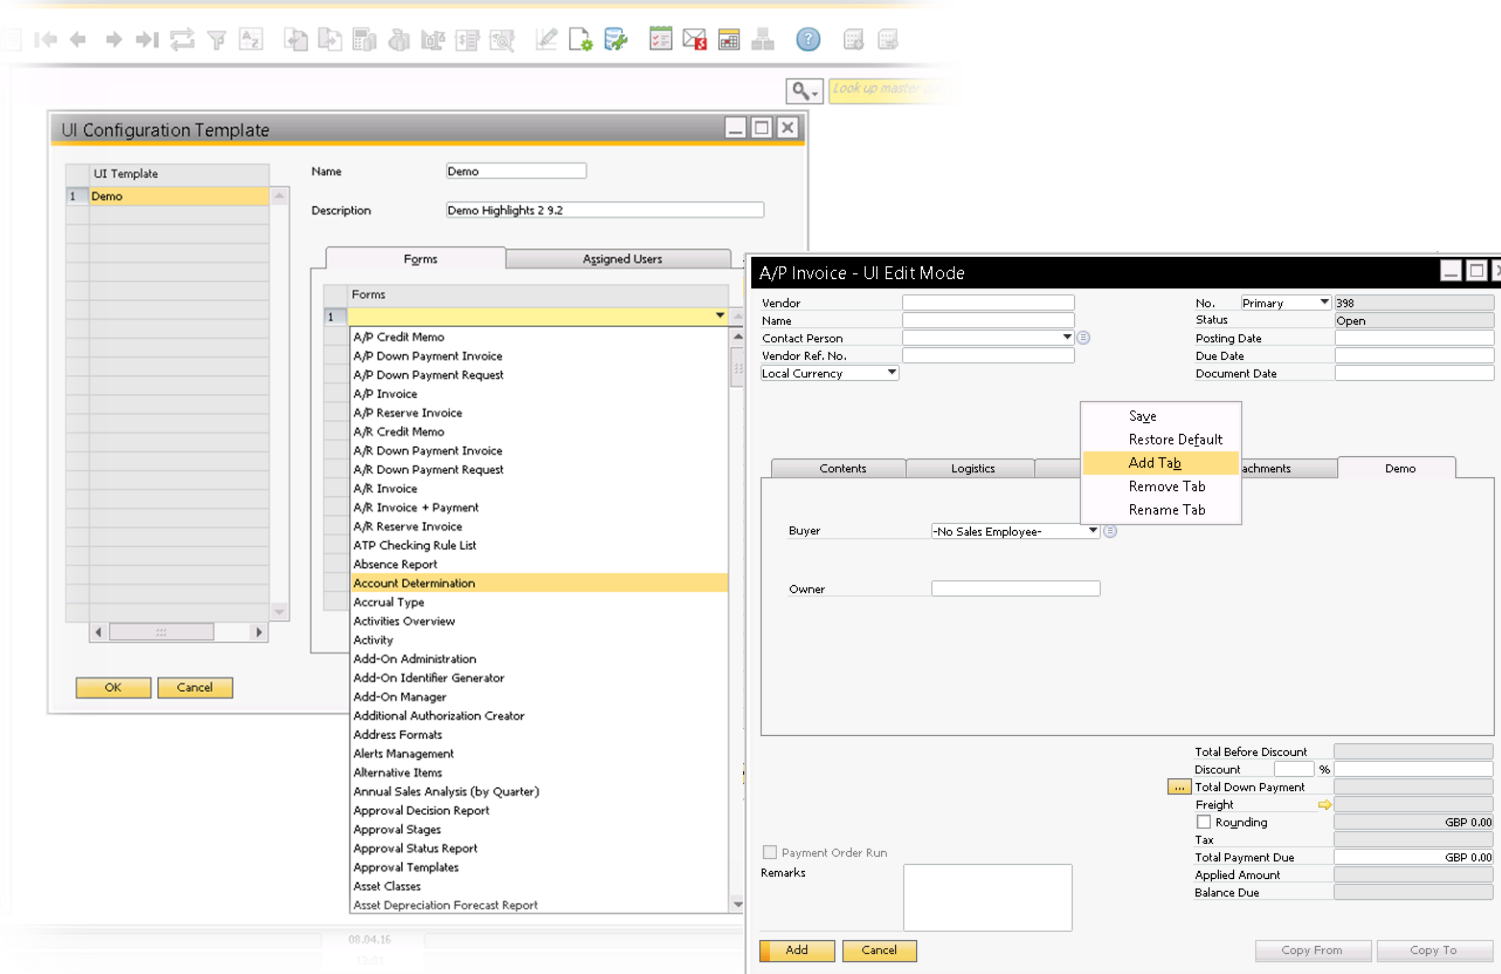 Look up master
UI Configuration Template
UI Template
1 Demo
Name Demo
Description Demo Highlights 2 9.2
Forms Assigned Users
Forms
1
A/P Credit Memo
A/P Down Payment Invoice
A/P Down Payment Request
A/P Invoice
A/P Reserve Invoice
A/R Credit Memo
A/R Down Payment Invoice
A/R Down Payment Request
A/R Invoice
A/R Invoice + Payment
A/R Reserve Invoice
ATP Checking Rule List
Absence Report
Account Determination
Accrual Type
Activities Overview
Activity
Add-On Administration
Add-On Identifier Generator
Add-On Manager
Additional Authorization Creator
Address Formats
Alerts Management
Alternative Items
Annual Sales Analysis (by Quarter)
Approval Decision Report
Approval Stages
Approval Status Report
Approval Templates
Asset Classes
Asset Depreciation Forecast Report
OK Cancel
08.04.16
A/P Invoice - UI Edit Mode
Vendor
Name
Contact Person
Vendor Ref. No.
Local Currency
No. Primary 398
Status Open
Posting Date
Due Date
Document Date
Save
Restore Default
Add Tab
Remove Tab
Rename Tab
Contents Logistics achments Demo
Buyer -No Sales Employee-
Owner
Total Before Discount
Discount %
... Total Down Payment
Freight
Rounding GBP 0.00
Tax
Total Payment Due GBP 0.00
Applied Amount
Balance Due
Payment Order Run
Remarks
Add Cancel
Copy From Copy To